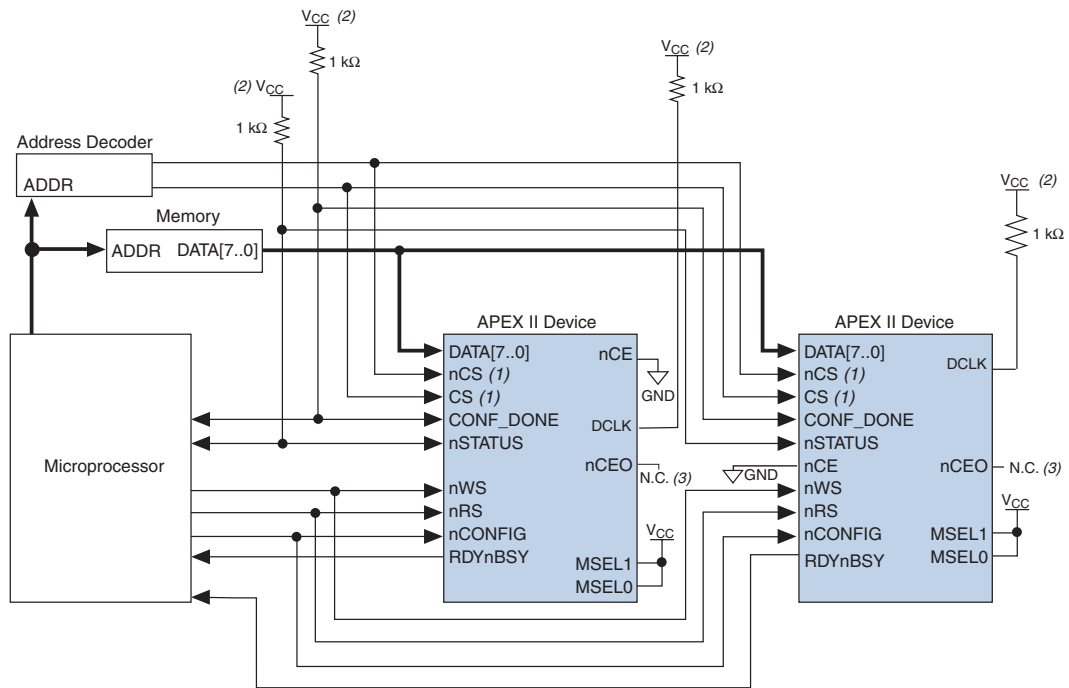 VCC (2)
1 kΩ
VCC (2)
1 kΩ
(2) VCC
1 kΩ
VCC (2)
1 kΩ
Address Decoder
ADDR
Memory
ADDR DATA[7..0]
Microprocessor
APEX II Device
DATA[7..0]
nCS (1)
CS (1)
CONF_DONE
nSTATUS
nWS
nRS
nCONFIG
RDYnBSY
nCE
GND
DCLK
nCEO
N.C. (3)
VCC
MSEL1
MSEL0
APEX II Device
DATA[7..0]
nCS (1)
CS (1)
CONF_DONE
nSTATUS
GND
nCE
nWS
nRS
nCONFIG
RDYnBSY
DCLK
nCEO
N.C. (3)
VCC
MSEL1
MSEL0